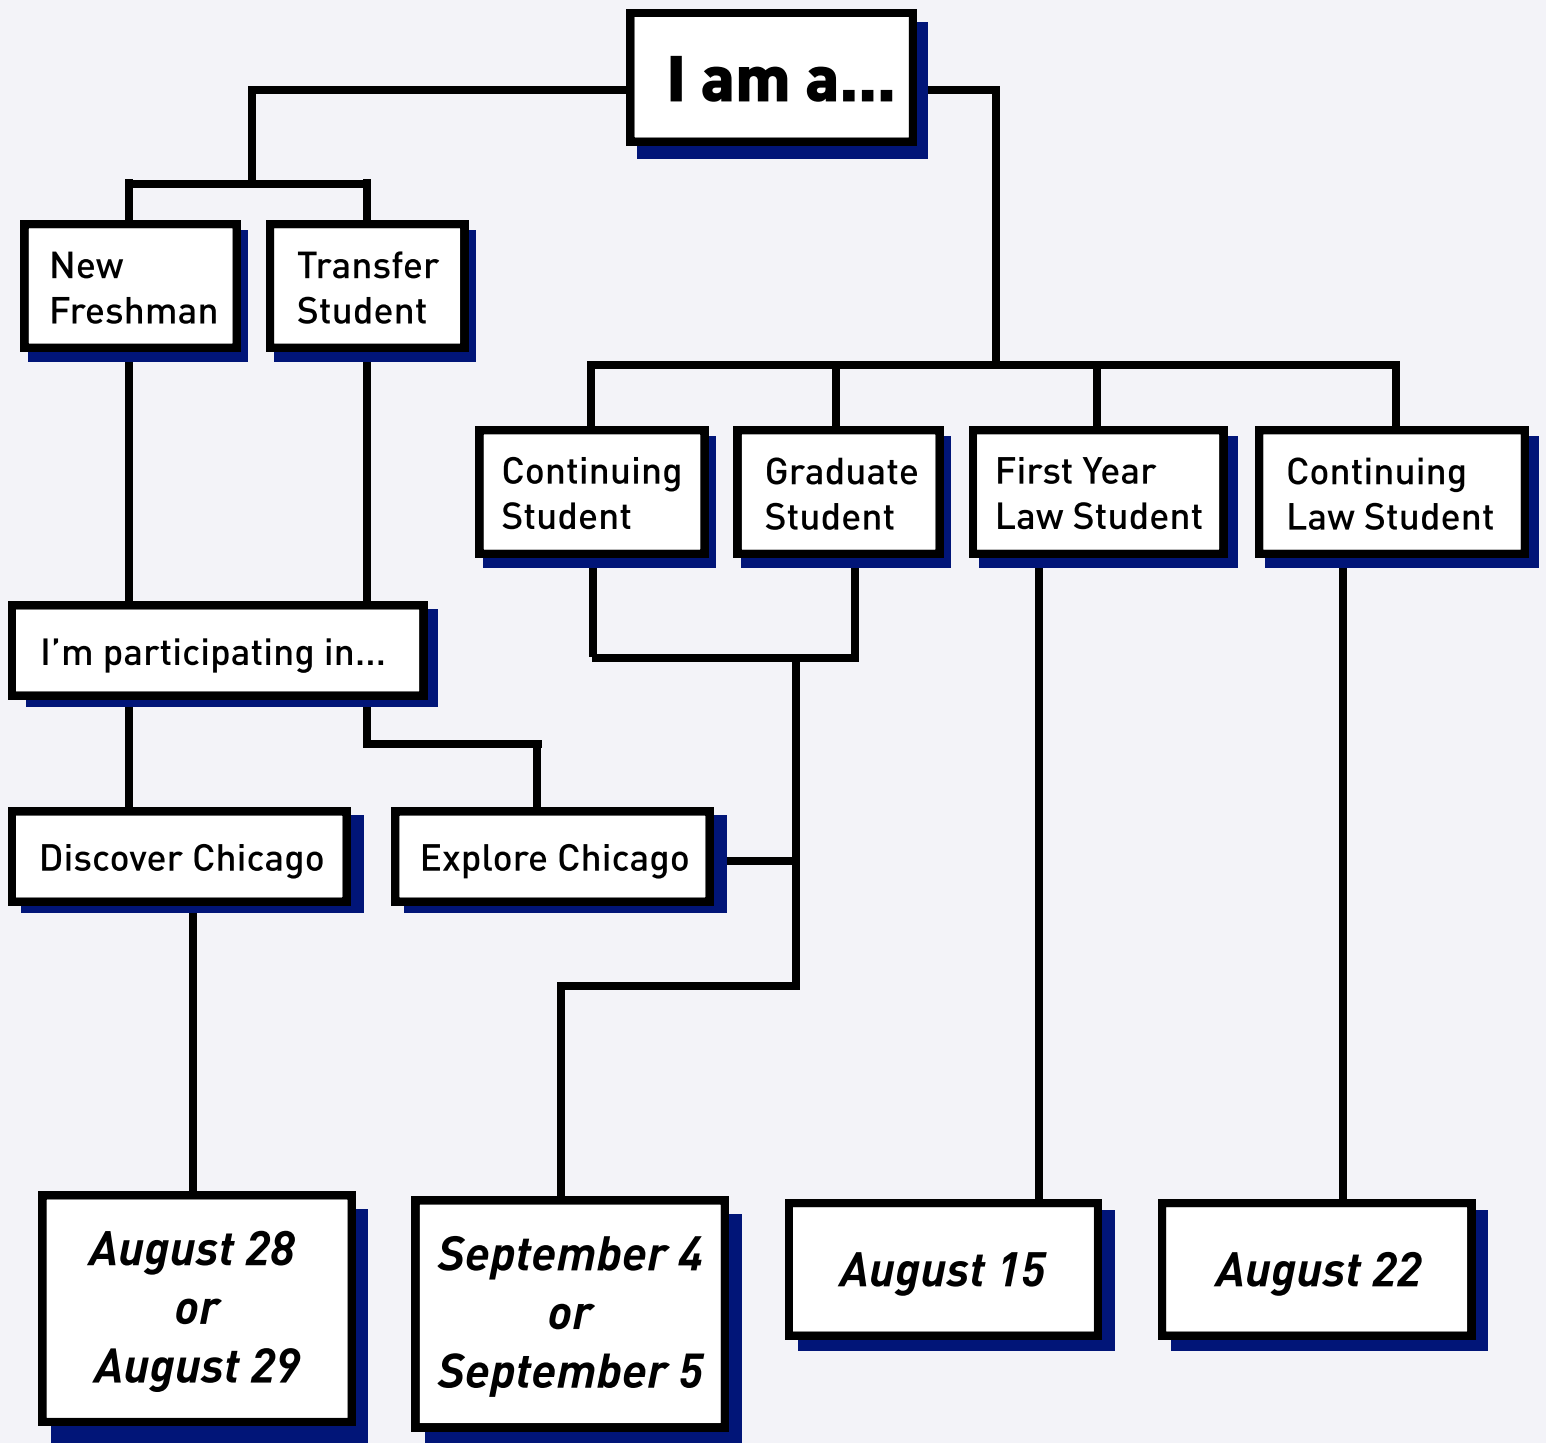 I am a...
New
Freshman
Transfer
Student
Continuing
Student
Graduate
Student
First Year
Law Student
Continuing
Law Student
I’m participating in...
Discover Chicago
Explore Chicago
August 28
or
August 29
September 4
or
September 5
August 15
August 22